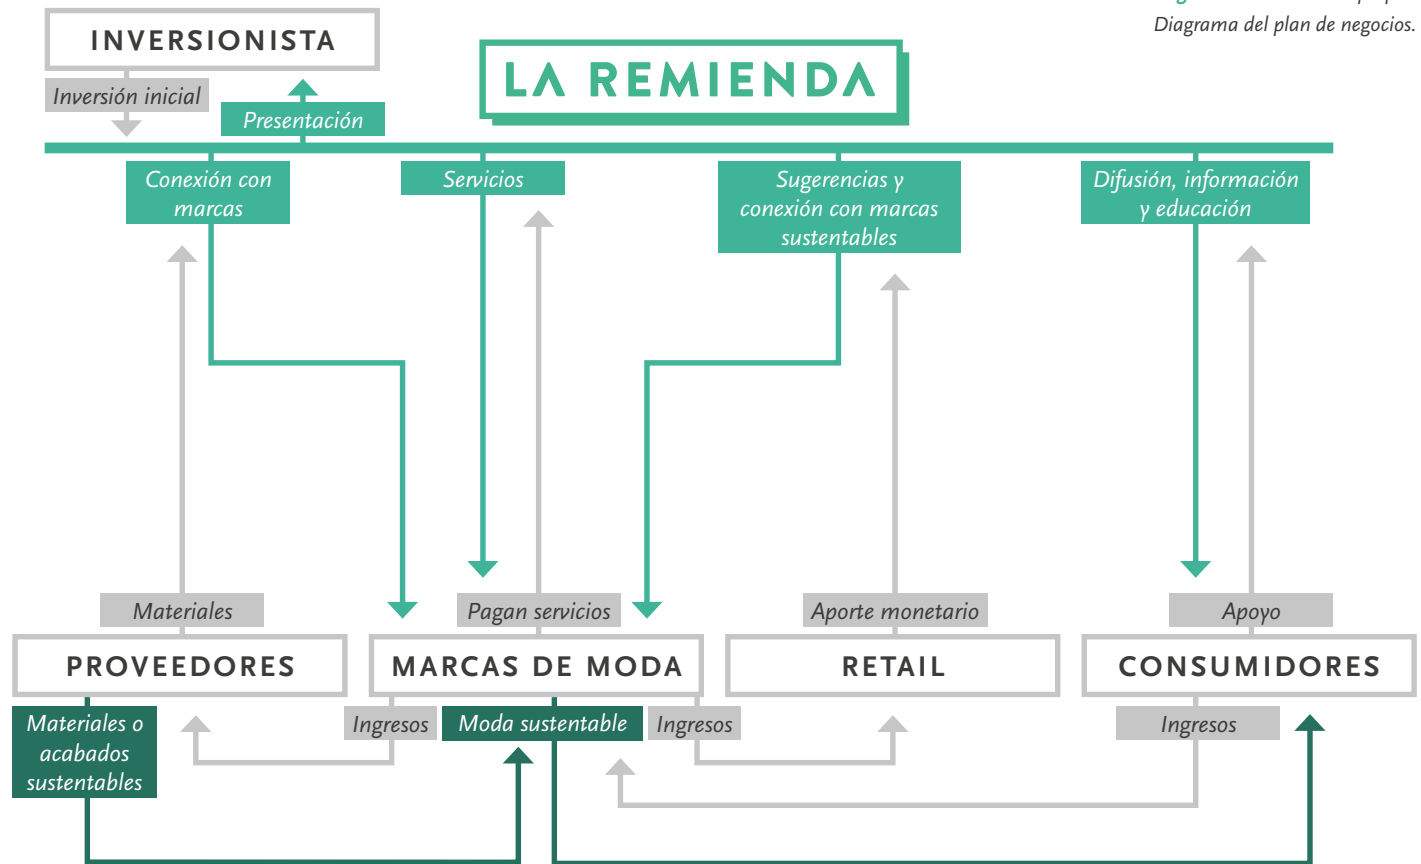 Diagrama del plan de negocios.
INVERSIONISTA
LA REMIENDA
Inversión inicial
Presentación
Conexión con
marcas
Servicios
Sugerencias y
conexión con marcas
sustentables
Difusión, información
y educación
Materiales
Pagan servicios
Aporte monetario
Apoyo
PROVEEDORES
MARCAS DE MODA
RETAIL
CONSUMIDORES
Materiales o
acabados
sustentables
Ingresos
Moda sustentable
Ingresos
Ingresos